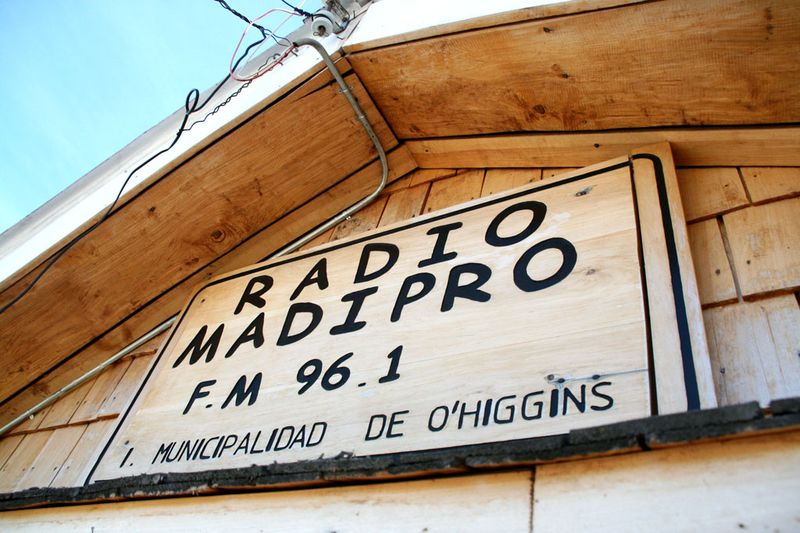 RADIO
MADIPRO
F.M 96.1
I. MUNICIPALIDAD DE O'HIGGINS